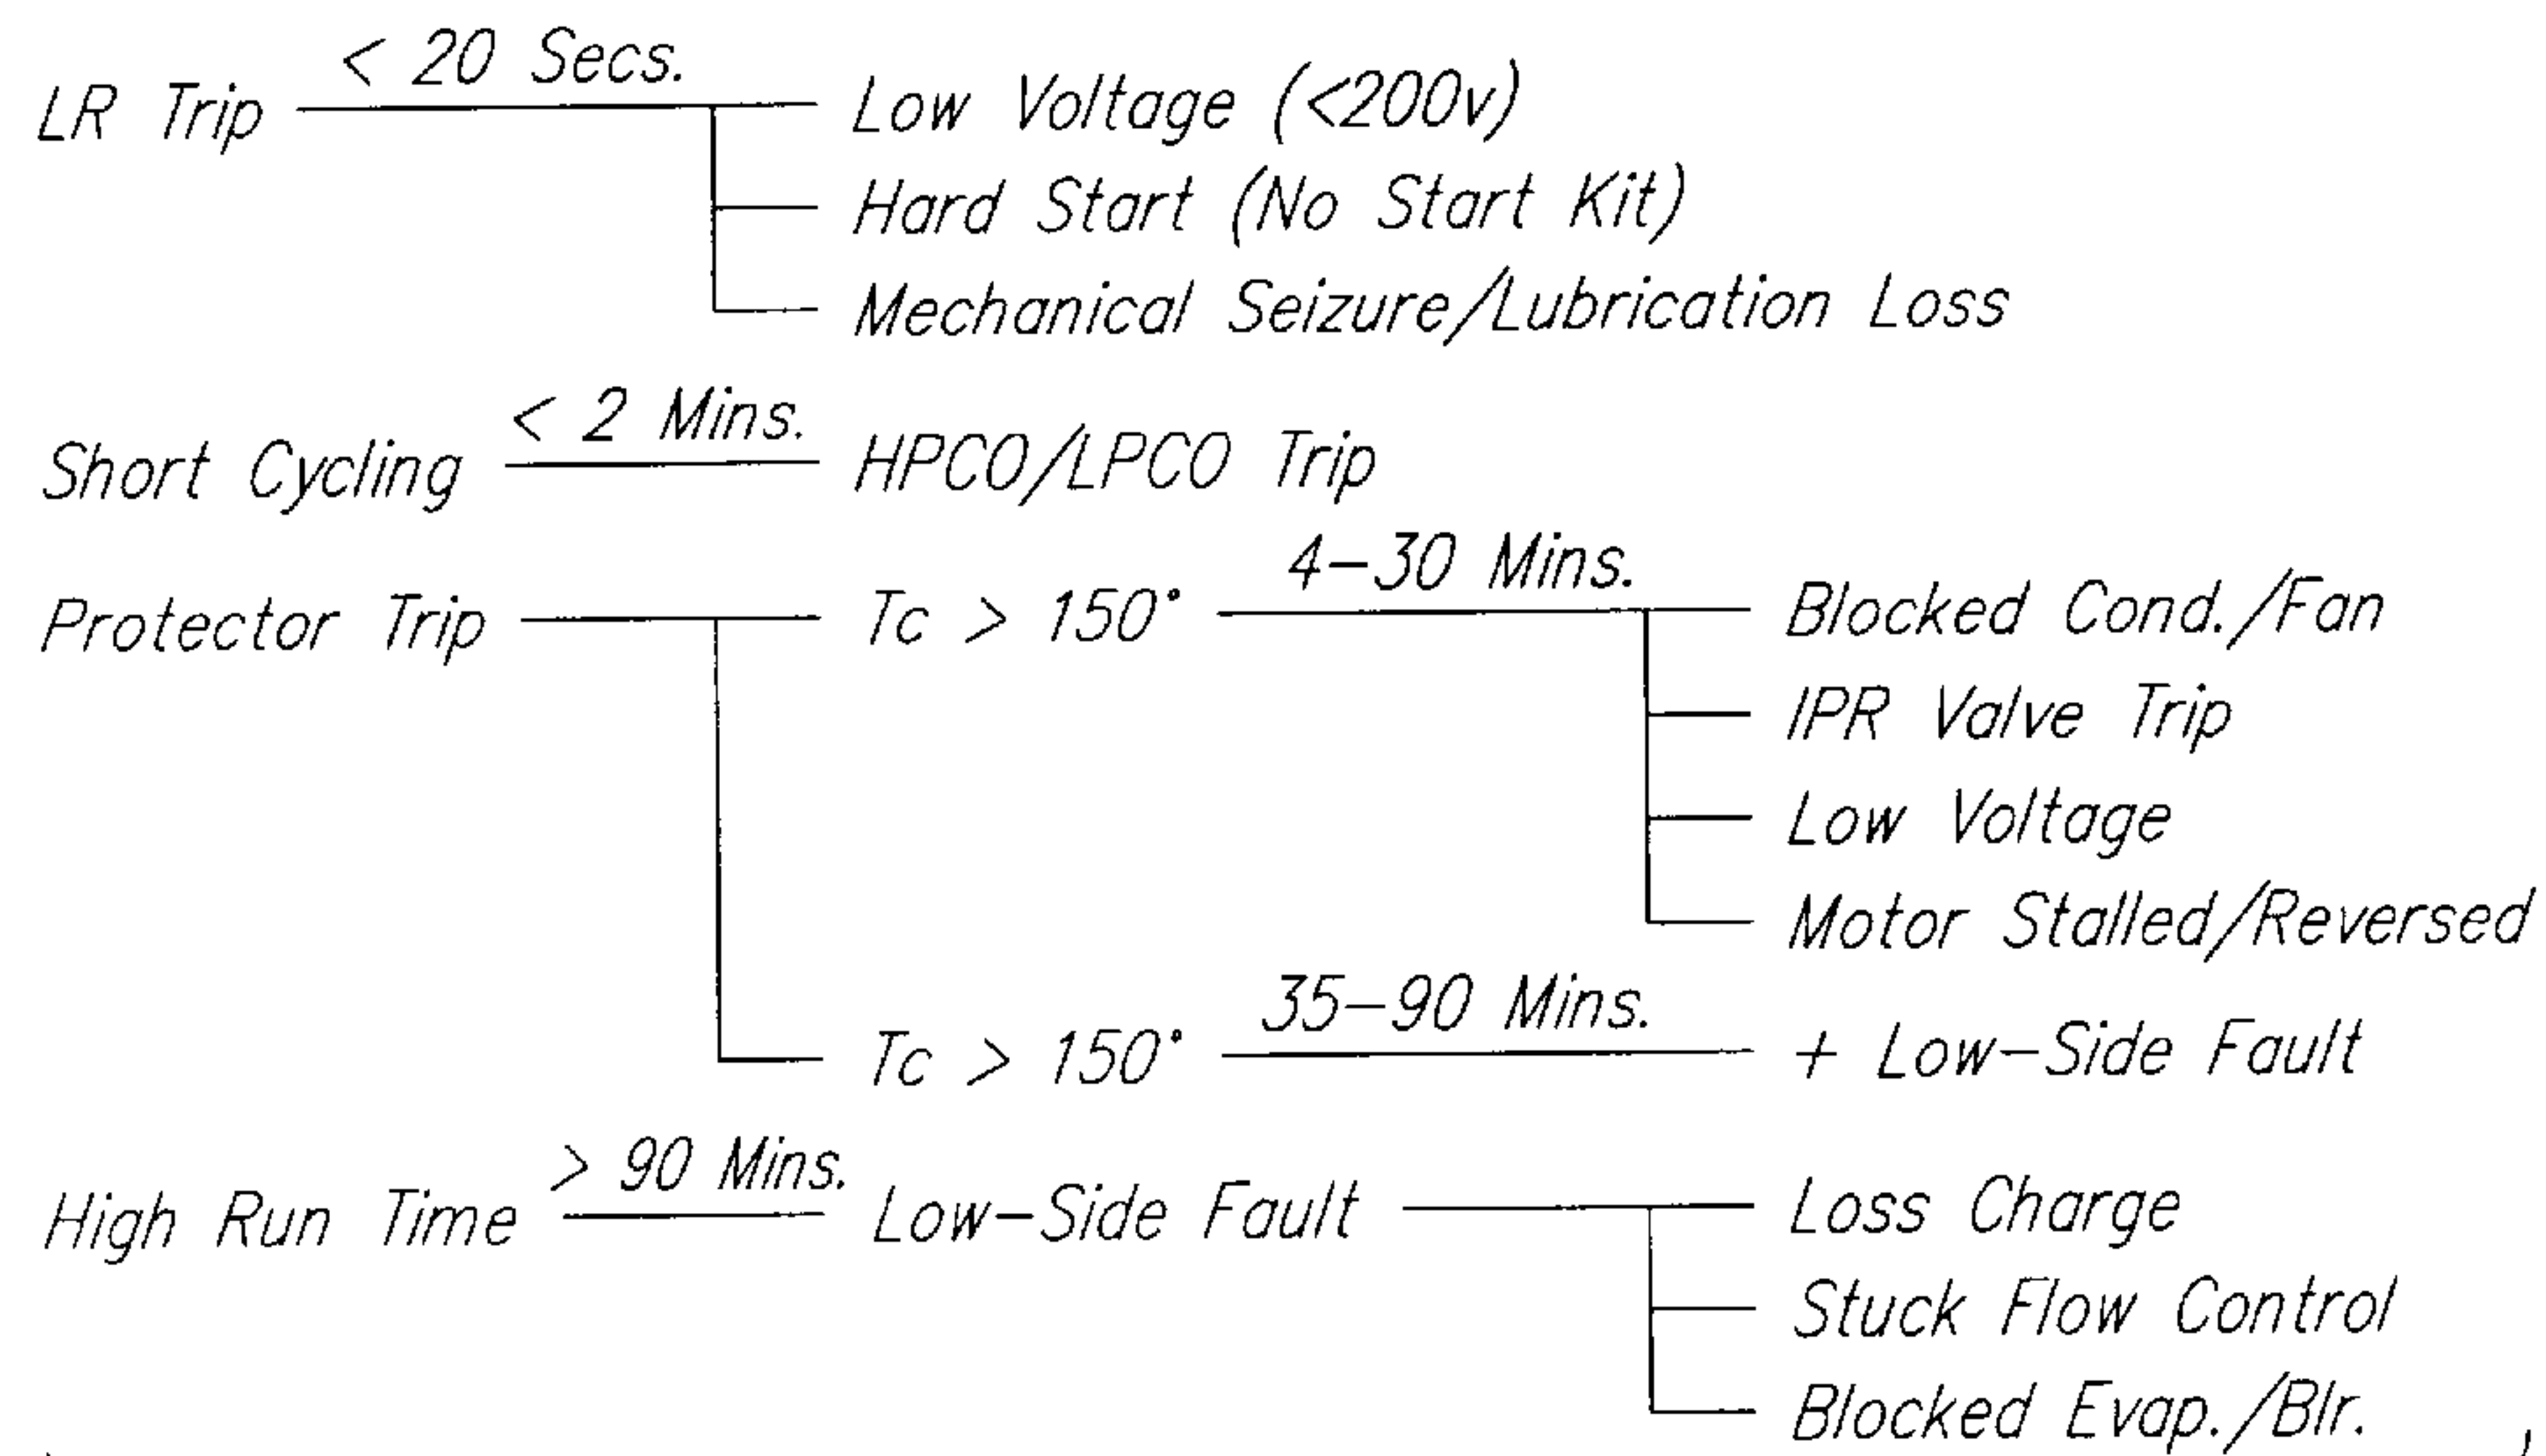 < 20 Secs.
LR Trip
Low Voltage (<200v)
Hard Start (No Start Kit)
Mechanical Seizure/Lubrication Loss
< 2 Mins.
Short Cycling
HPCO/LPCO Trip
4-30 Mins.
Protector Trip
Tc > 150°
Blocked Cond./Fan
IPR Valve Trip
Low Voltage
Motor Stalled/Reversed
35-90 Mins.
Tc > 150°
+ Low-Side Fault
> 90 Mins.
High Run Time
Low-Side Fault
Loss Charge
Stuck Flow Control
Blocked Evap./Blr.